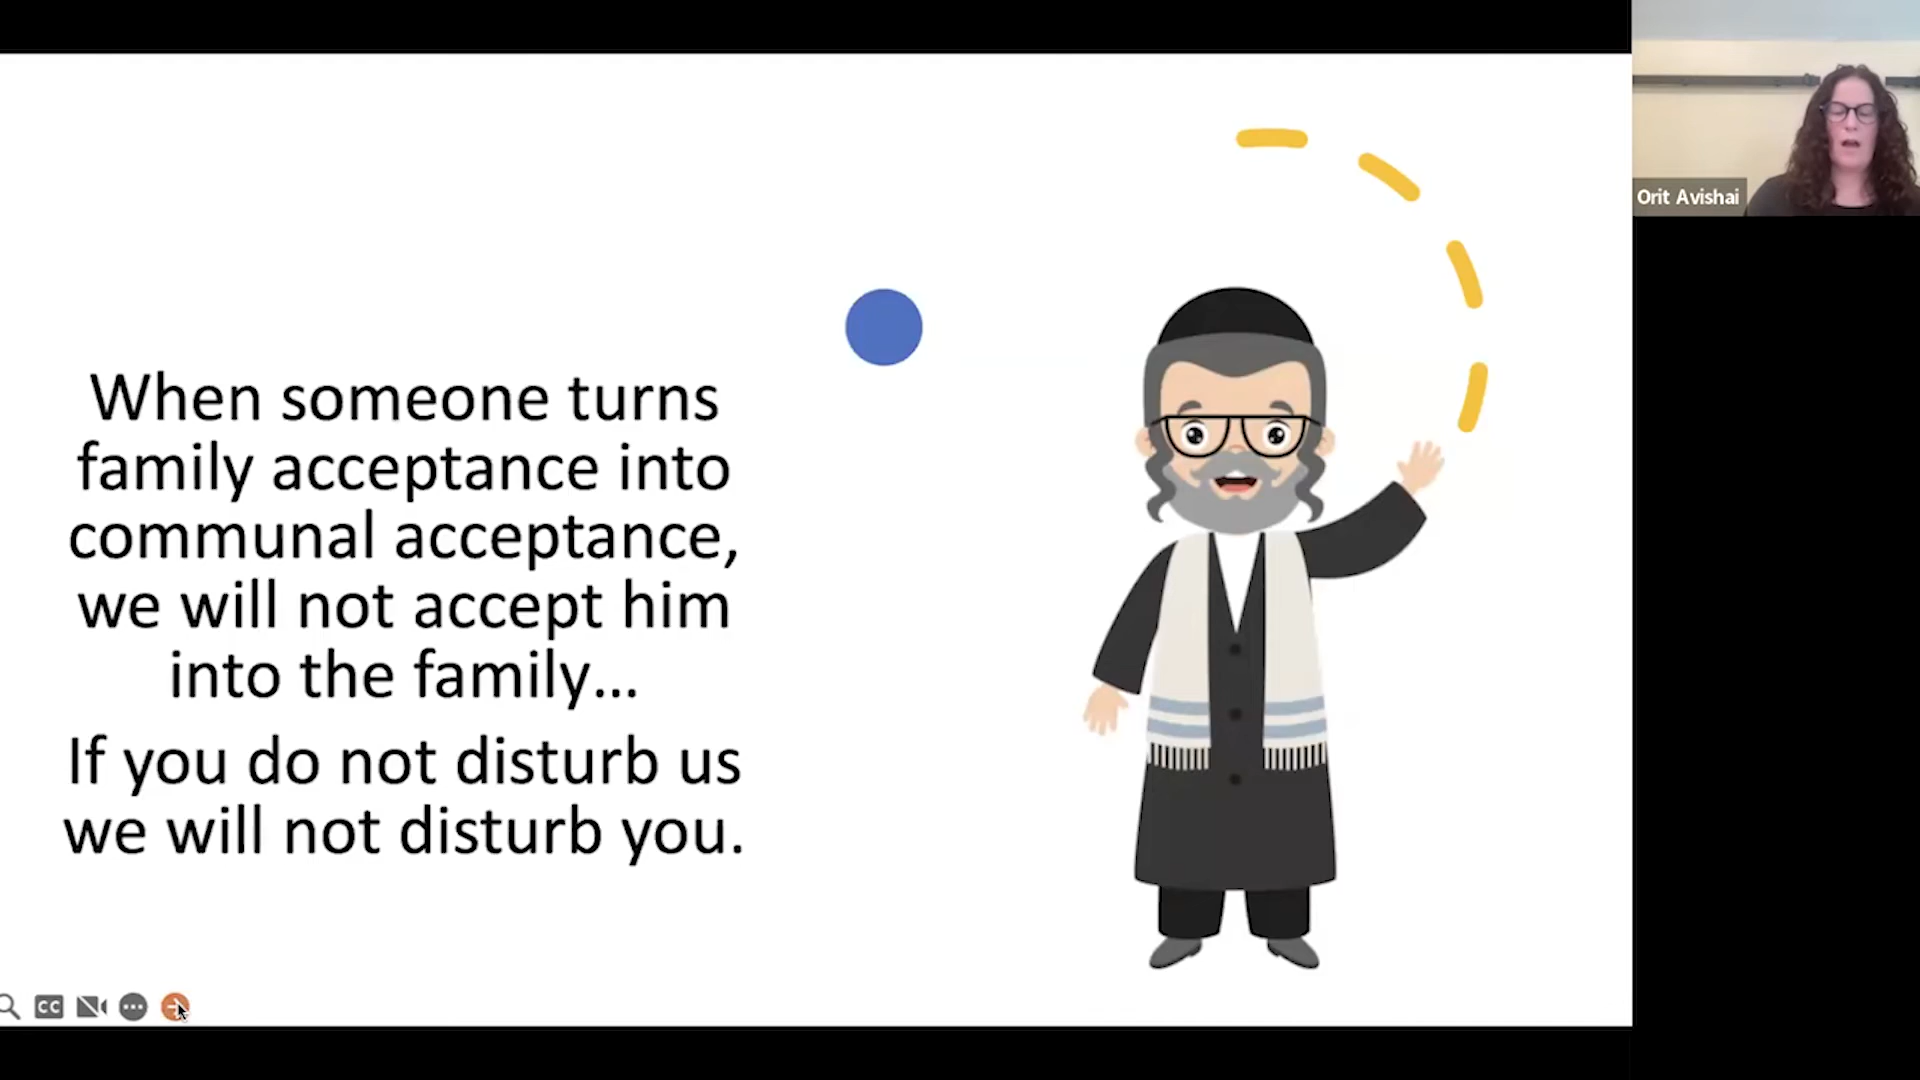 When someone turns
family acceptance into
communal acceptance,
we will not accept him
into the family...
If you do not disturb us
we will not disturb you.
Orit Avishai
CC